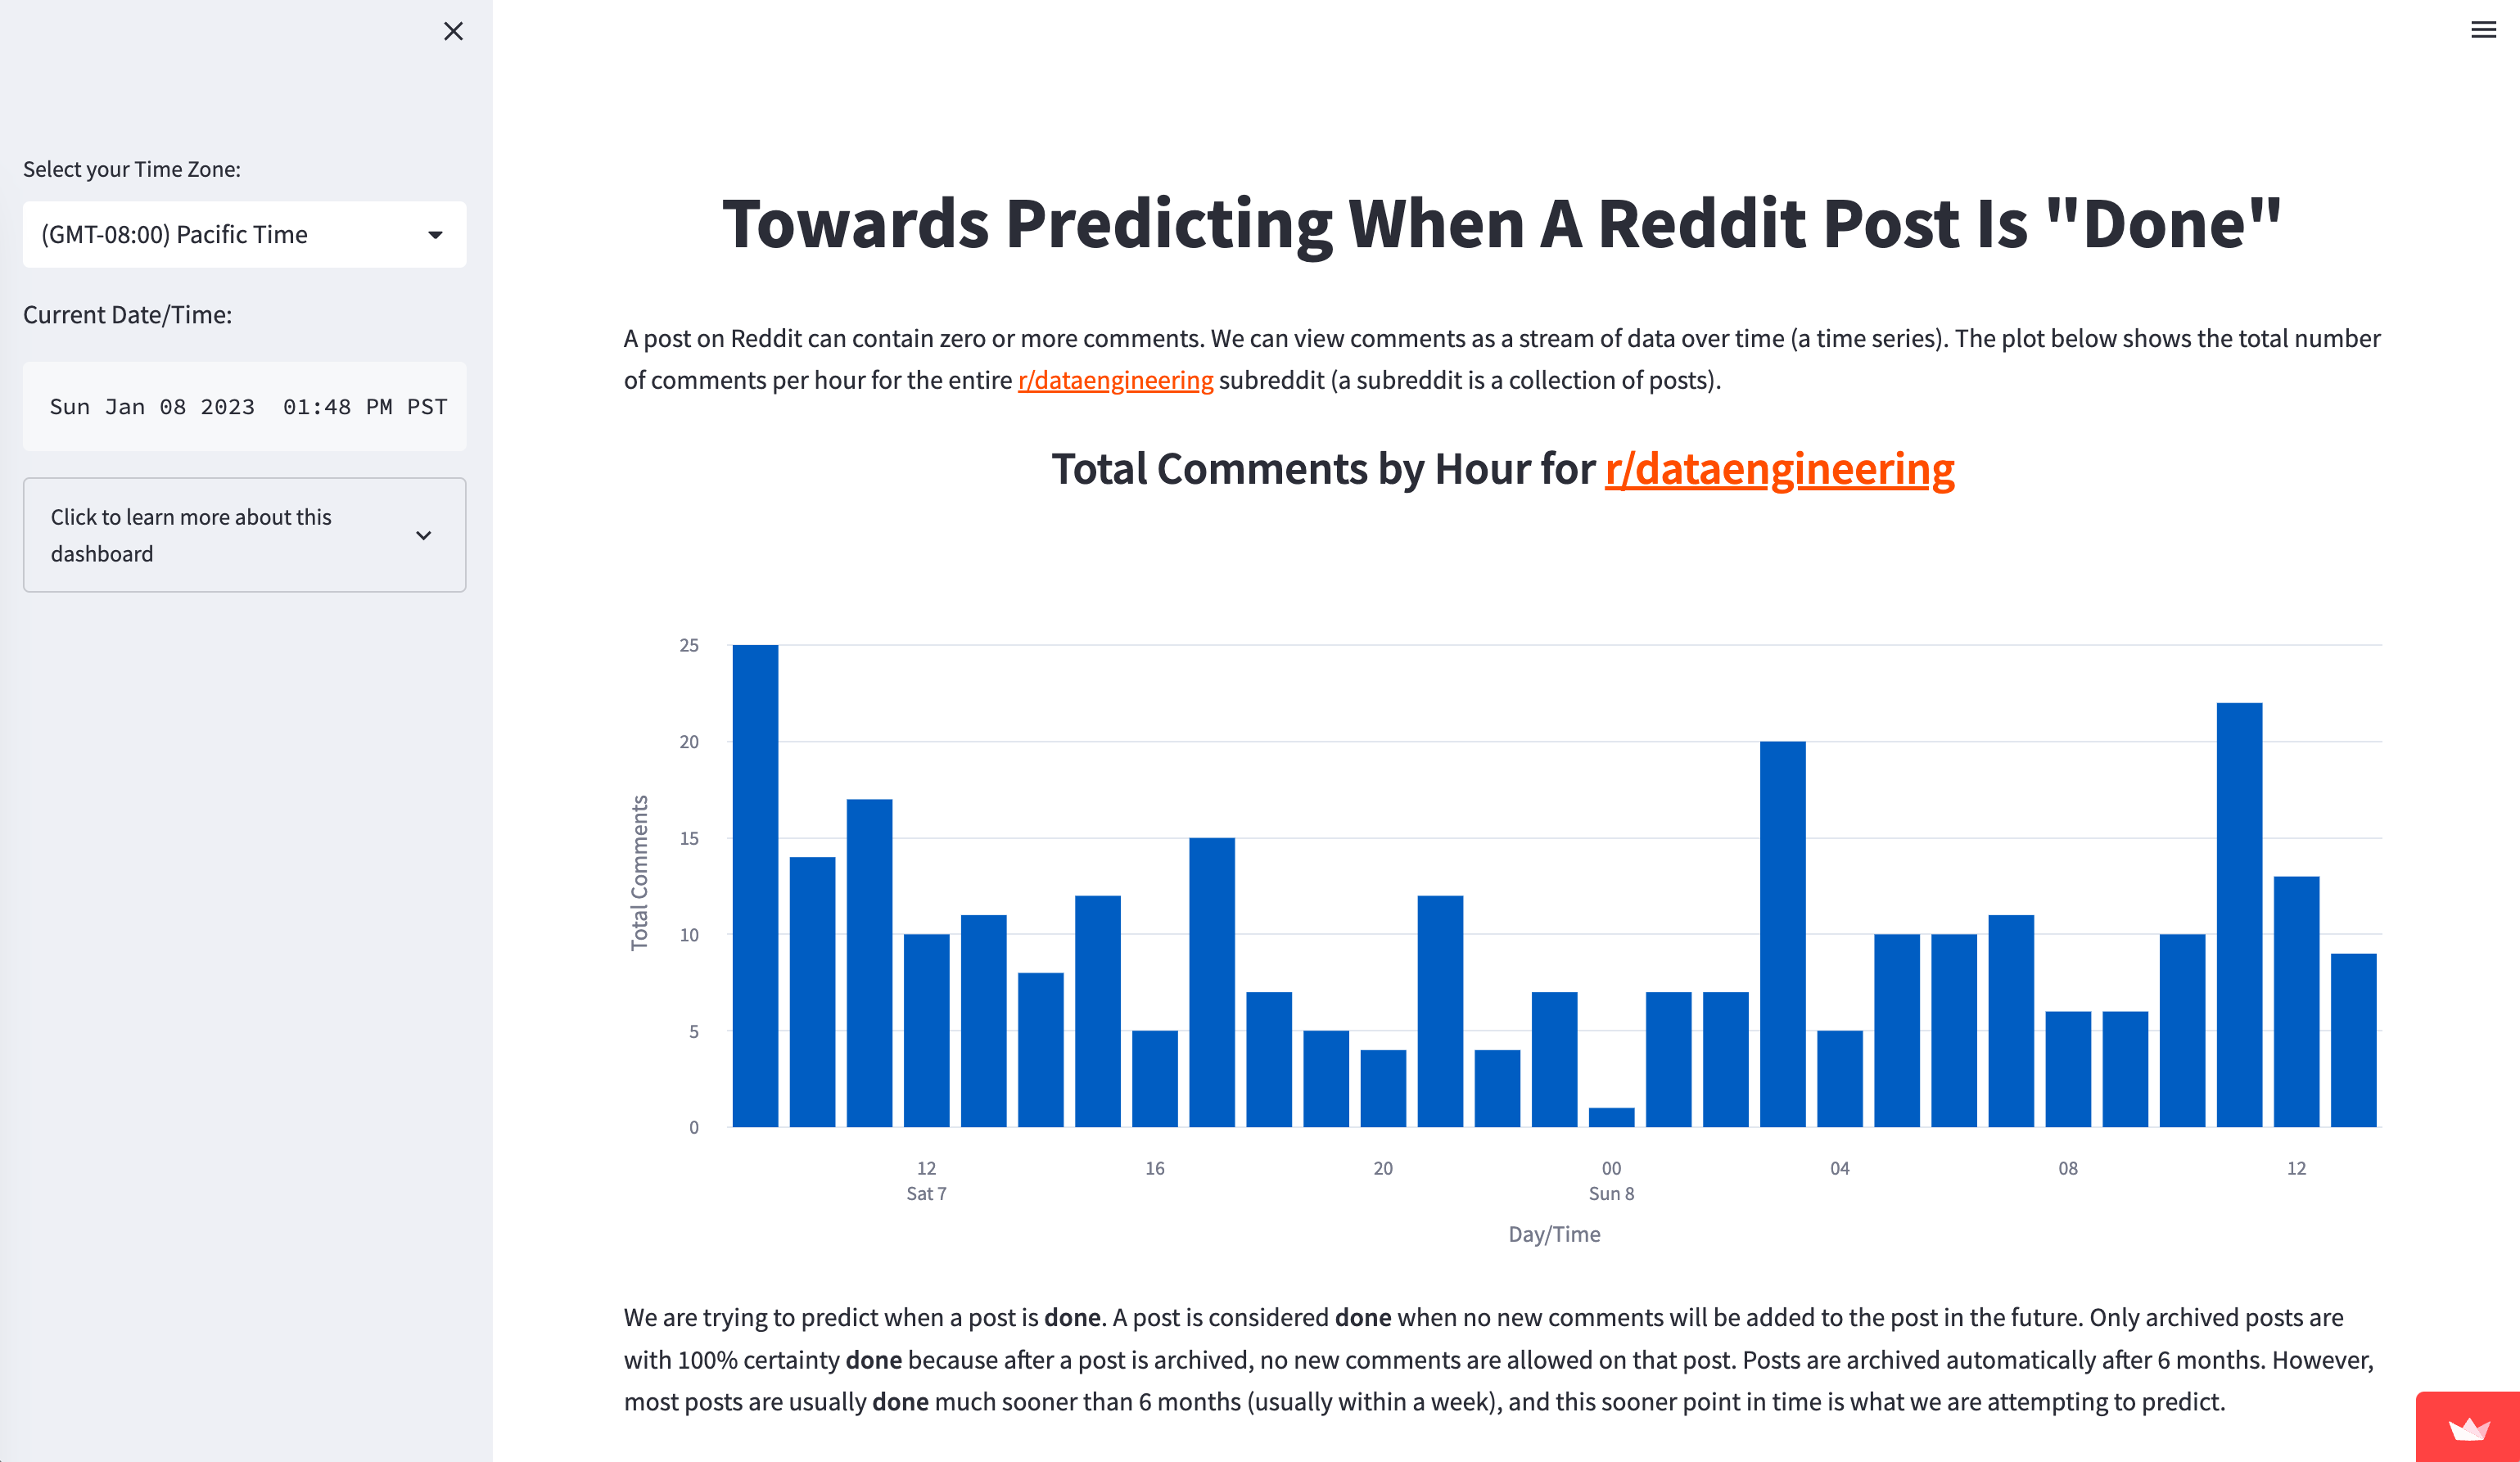 Select your Time Zone:
(GMT-08:00) Pacific Time
Current Date/Time:
Sun Jan 08 2023  01:48 PM PST
Click to learn more about this
dashboard
Towards Predicting When A Reddit Post Is "Done"
A post on Reddit can contain zero or more comments. We can view comments as a stream of data over time (a time series). The plot below shows the total number
of comments per hour for the entire r/dataengineering subreddit (a subreddit is a collection of posts).
Total Comments by Hour for r/dataengineering
25
20
15
10
5
0
Total Comments
12 16 20 00 04 08 12
Sat 7 Sun 8
Day/Time
We are trying to predict when a post is done. A post is considered done when no new comments will be added to the post in the future. Only archived posts are
with 100% certainty done because after a post is archived, no new comments are allowed on that post. Posts are archived automatically after 6 months. However,
most posts are usually done much sooner than 6 months (usually within a week), and this sooner point in time is what we are attempting to predict.